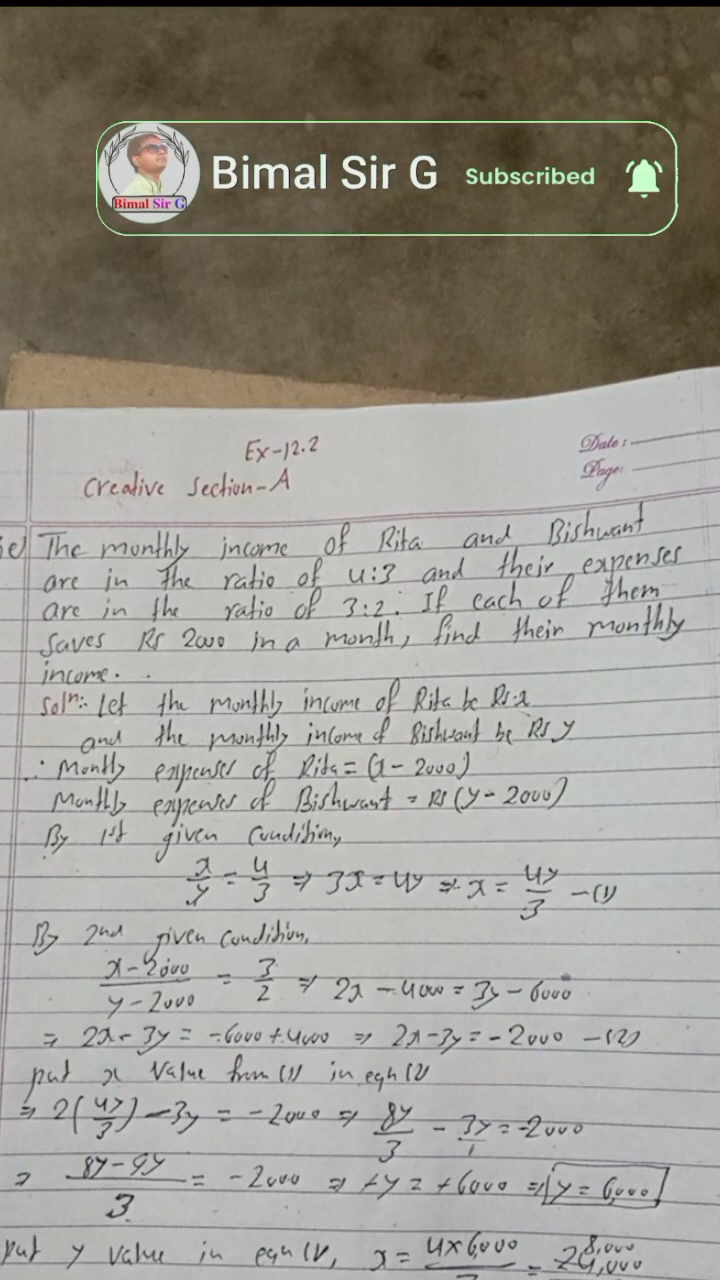 Bimal Sir G Subscribed
Bimal Sir G
Ex-12.2
Date :
Creative Section-A
Page:
e) The monthly income of Rita and Bishwant
are in the ratio of 4:3 and their expenses
are in the ratio of 3:2. If each of them
saves Rs 2000 in a month, find their monthly
income.
Solⁿ:- Let the monthly income of Rita be Rs.x
and the monthly income of Bishwant be Rs y
∴ Montly expenses of Rita = (x - 2000)
Monthly expenses of Bishwant = Rs (y - 2000)
By 1st given Condition,
x/y = 4/3 ⇒ 3x = 4y ⇒ x = 4y/3 - (1)
By 2nd given Condition,
x-2000/y-2000 = 3/2 ⇒ 2x - 4000 = 3y - 6000
⇒ 2x - 3y = -6000 + 4000 ⇒ 2x - 3y = -2000 - (2)
put x Value from (1) in eqn (2)
⇒ 2(4y/3) - 3y = -2000 ⇒ 8y/3 - 3y/1 = -2000
⇒ 8y-9y/3 = -2000 ⇒ +y = +6000 ⇒ y = 6,000
Put y value in eqn (1), x = 4x6,000 = 24,000 8,000